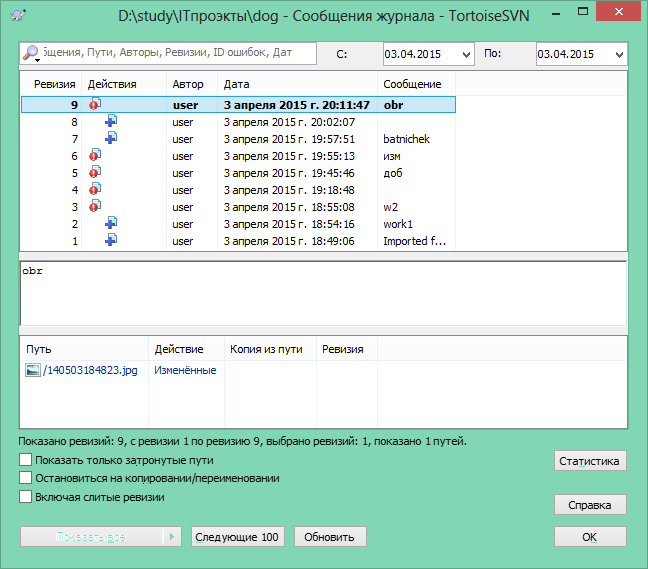 D:\study\ITпроэкты\dog - Сообщения журнала - TortoiseSVN
бщения, Пути, Авторы, Ревизии, ID ошибок, Дат С: 03.04.2015 По: 03.04.2015
Ревизия Действия Автор Дата Сообщение
9 user 3 апреля 2015 г. 20:11:47 obr
8 user 3 апреля 2015 г. 20:02:07
7 user 3 апреля 2015 г. 19:57:51 batnichek
6 user 3 апреля 2015 г. 19:55:13 изм
5 user 3 апреля 2015 г. 19:45:46 доб
4 user 3 апреля 2015 г. 19:18:48
3 user 3 апреля 2015 г. 18:55:08 w2
2 user 3 апреля 2015 г. 18:54:16 work1
1 user 3 апреля 2015 г. 18:49:06 Imported f...
obr
Путь Действие Копия из пути Ревизия
/140503184823.jpg Изменённые
Показано ревизий: 9, с ревизии 1 по ревизию 9, выбрано ревизий: 1, показано 1 путей.
Показать только затронутые пути
Статистика
Остановиться на копировании/переименовании
Включая слитые ревизии
Справка
Показать все Следующие 100 Обновить OK